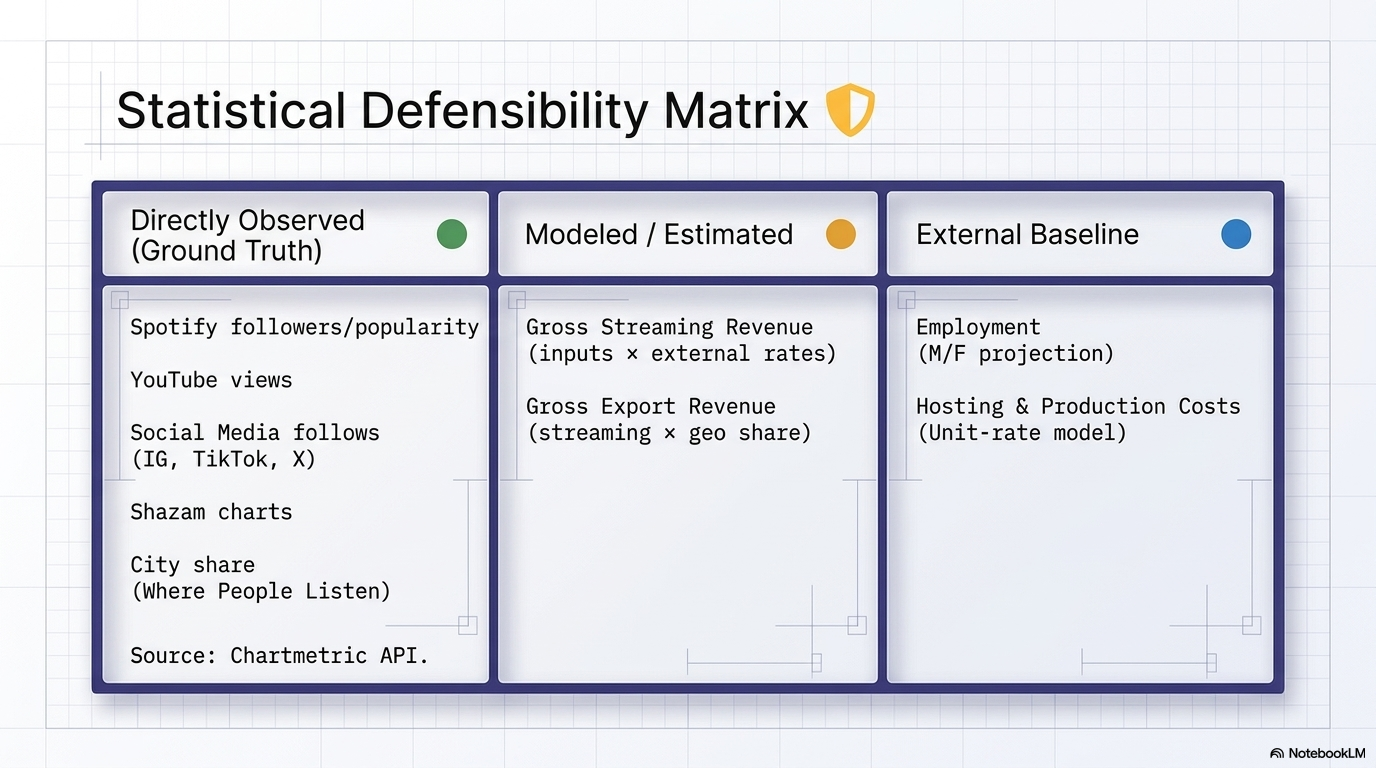 Statistical Defensibility Matrix
Directly Observed
(Ground Truth)
Modeled / Estimated
External Baseline
Spotify followers/popularity
YouTube views
Social Media follows
(IG, TikTok, X)
Shazam charts
City share
(Where People Listen)
Source: Chartmetric API.
Gross Streaming Revenue
(inputs × external rates)
Gross Export Revenue
(streaming × geo share)
Employment
(M/F projection)
Hosting & Production Costs
(Unit-rate model)
NotebookLM